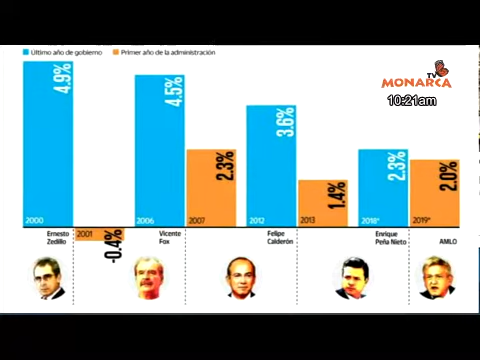 Ultimo año de gobierno Primer año de la administración
TV
MONARCA
10:21am
4.9%
-0.4%
4.5%
2.3%
3.6%
1.4%
2.3%
2.0%
2000 2001 2006 2007 2012 2013 2018* 2019*
Ernesto Vicente Felipe Enrique
Zedillo Fox Calderón Peña Nieto AMLO